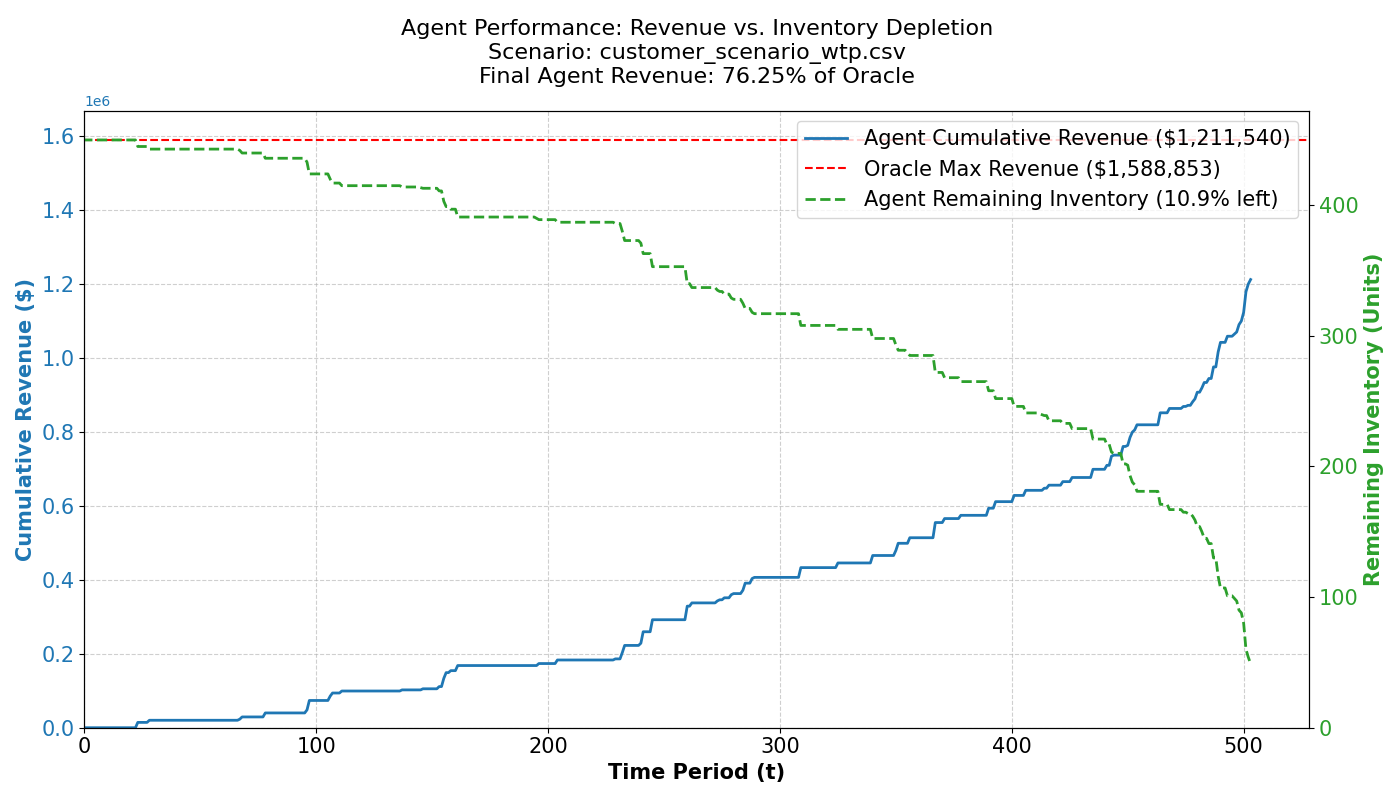 Agent Performance: Revenue vs. Inventory Depletion
Scenario: customer_scenario_wtp.csv
Final Agent Revenue: 76.25% of Oracle
1e6
Agent Cumulative Revenue ($1,211,540)
Oracle Max Revenue ($1,588,853)
Agent Remaining Inventory (10.9% left)
Cumulative Revenue ($)
1.6
1.4
1.2
1.0
0.8
0.6
0.4
0.2
0.0
400
300
200
100
0
Remaining Inventory (Units)
0 100 200 300 400 500
Time Period (t)